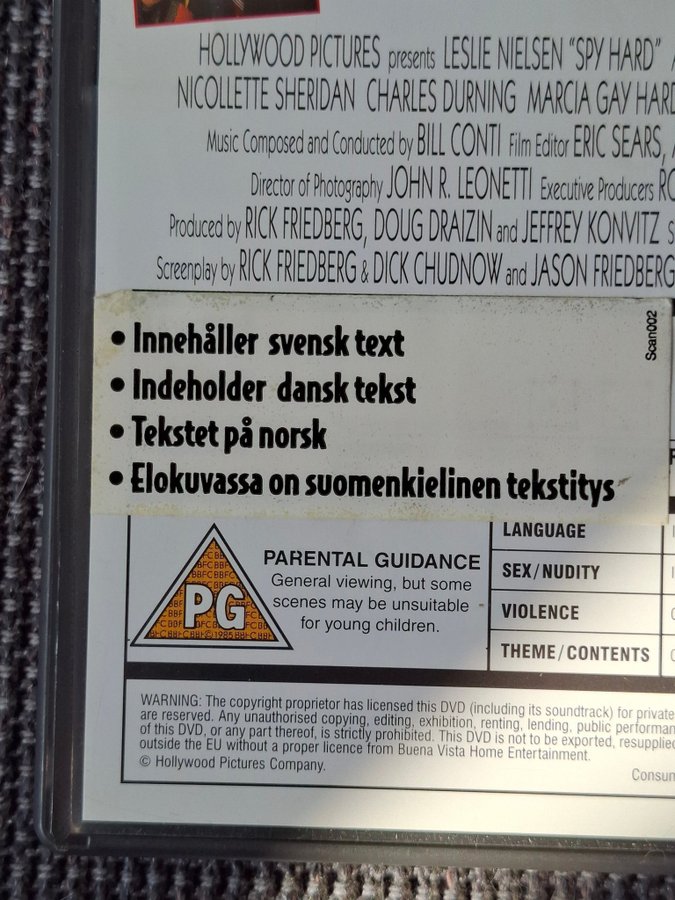 HOLLYWOOD PICTURES presents LESLIE NIELSEN "SPY HARD"
NICOLLETTE SHERIDAN CHARLES DURNING MARCIA GAY HARD
Music Composed and Conducted by BILL CONTI Film Editor ERIC SEARS,
Director of Photography JOHN R. LEONETTI Executive Producers RO
Produced by RICK FRIEDBERG, DOUG DRAIZIN and JEFFREY KONVITZ S
Screenplay by RICK FRIEDBERG & DICK CHUDNOW and JASON FRIEDBERG
Scan002
• Innehåller svensk text
• Indeholder dansk tekst
• Tekstet på norsk
• Elokuvassa on suomenkielinen tekstitys
PG
PARENTAL GUIDANCE
General viewing, but some
scenes may be unsuitable
for young children.
LANGUAGE
SEX/NUDITY
VIOLENCE
THEME/CONTENTS
WARNING: The copyright proprietor has licensed this DVD (including its soundtrack) for private
are reserved. Any unauthorised copying, editing, exhibition, renting, lending, public performan
of this DVD, or any part thereof, is strictly prohibited. This DVD is not to be exported, resupplied
outside the EU without a proper licence from Buena Vista Home Entertainment.
© Hollywood Pictures Company.
Consum